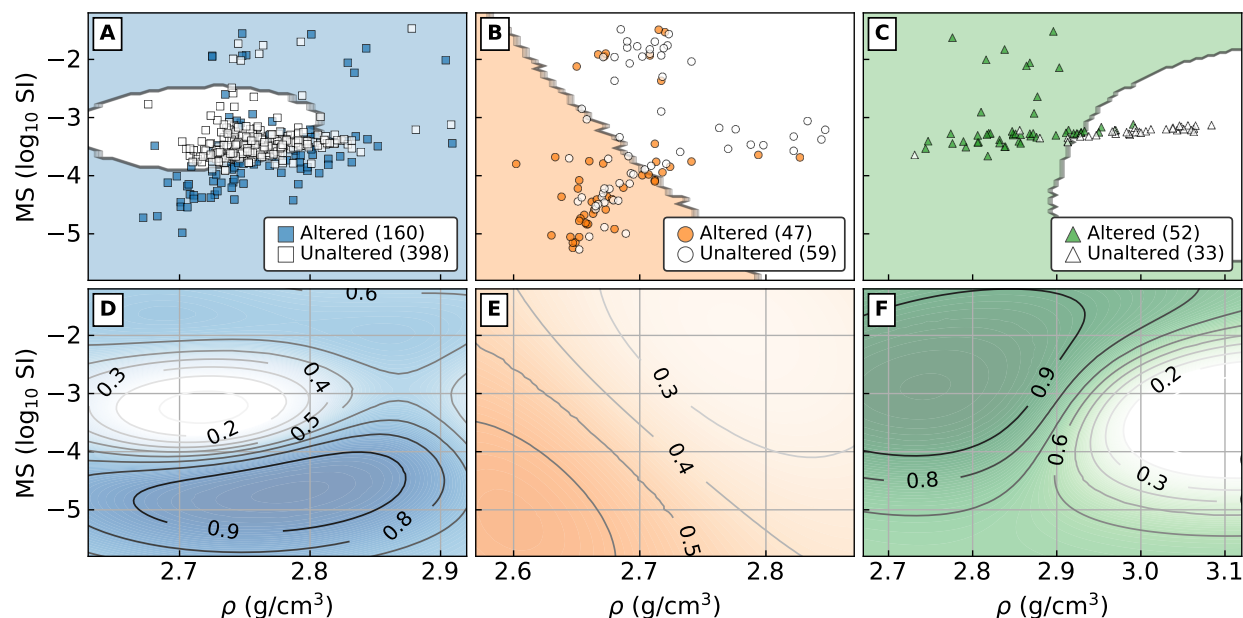 A
B
C
MS (log10 SI)
−2
−3
−4
−5
Altered (160)
Unaltered (398)
Altered (47)
Unaltered (59)
Altered (52)
Unaltered (33)
D
E
F
MS (log10 SI)
−2
−3
−4
−5
0.6
0.3
0.4
0.2
0.5
0.9
0.8
0.3
0.4
0.5
0.2
0.9
0.6
0.8
0.3
2.7 2.8 2.9
2.6 2.7 2.8
2.7 2.8 2.9 3.0 3.1
ρ (g/cm³)
ρ (g/cm³)
ρ (g/cm³)